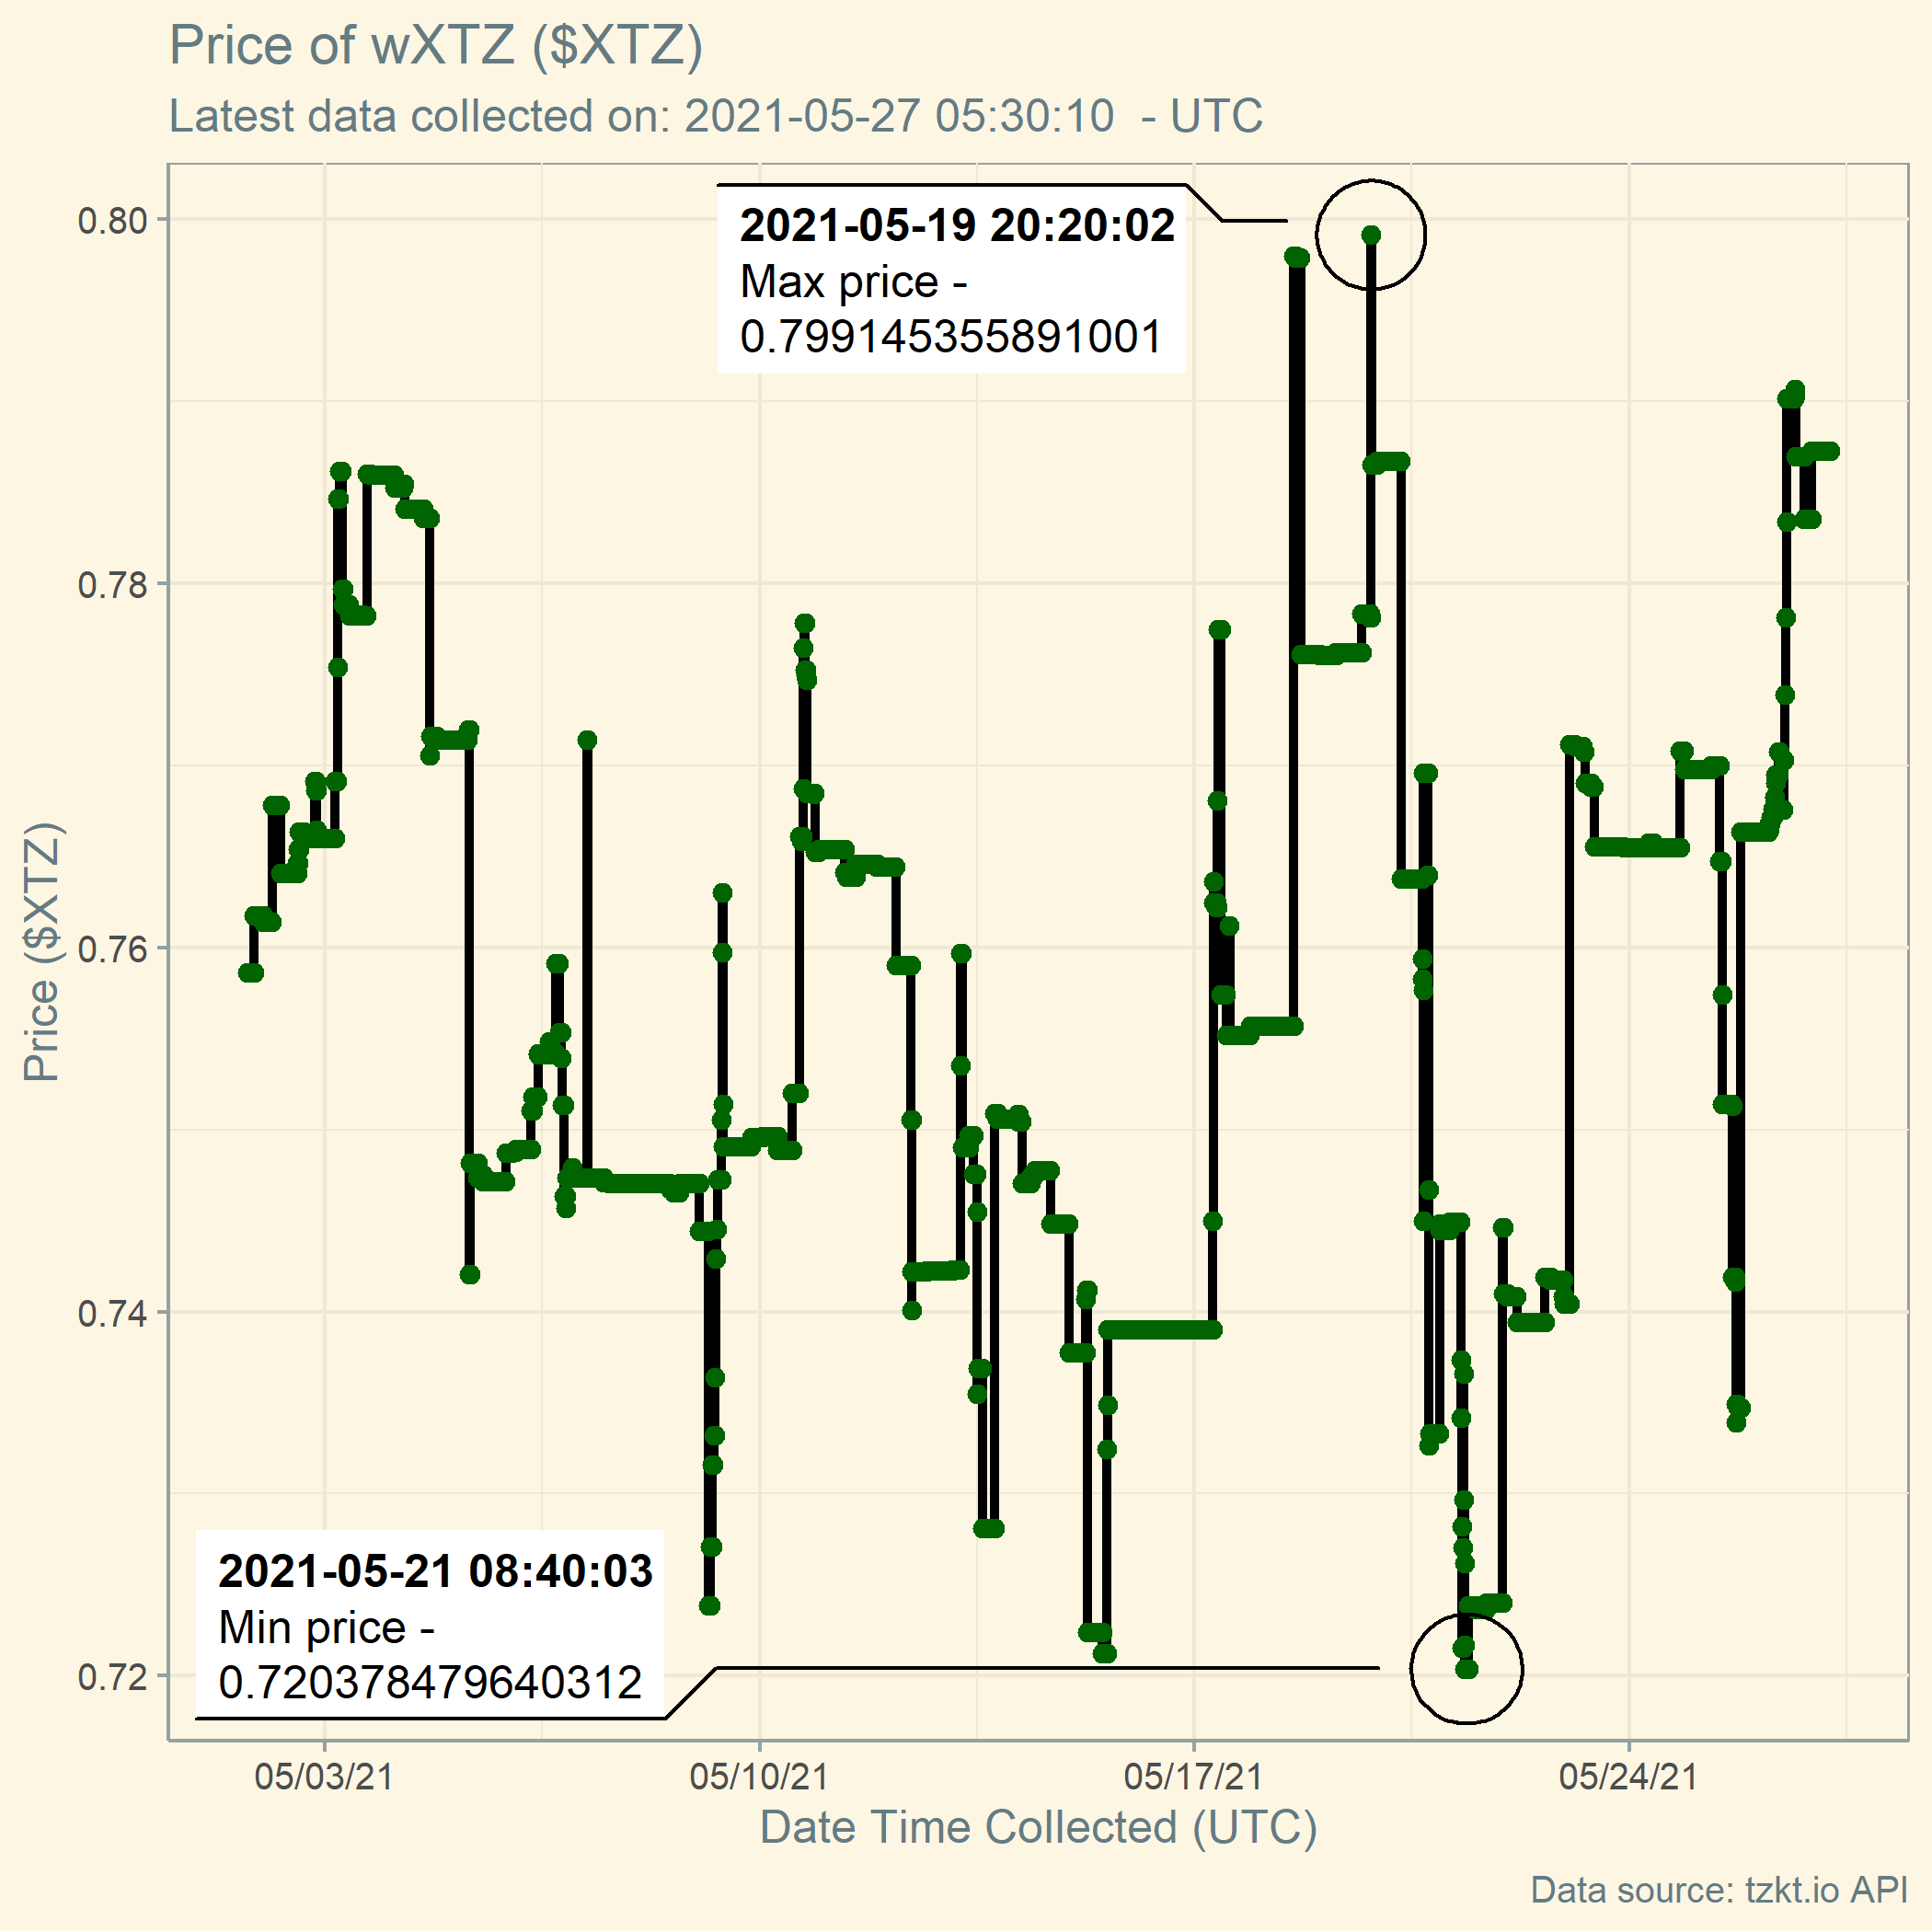 Price of wXTZ ($XTZ)
Latest data collected on: 2021-05-27 05:30:10  - UTC
Price ($XTZ)
0.80
0.78
0.76
0.74
0.72
2021-05-19 20:20:02
Max price -
0.799145355891001
2021-05-21 08:40:03
Min price -
0.720378479640312
05/03/21
05/10/21
05/17/21
05/24/21
Date Time Collected (UTC)
Data source: tzkt.io API